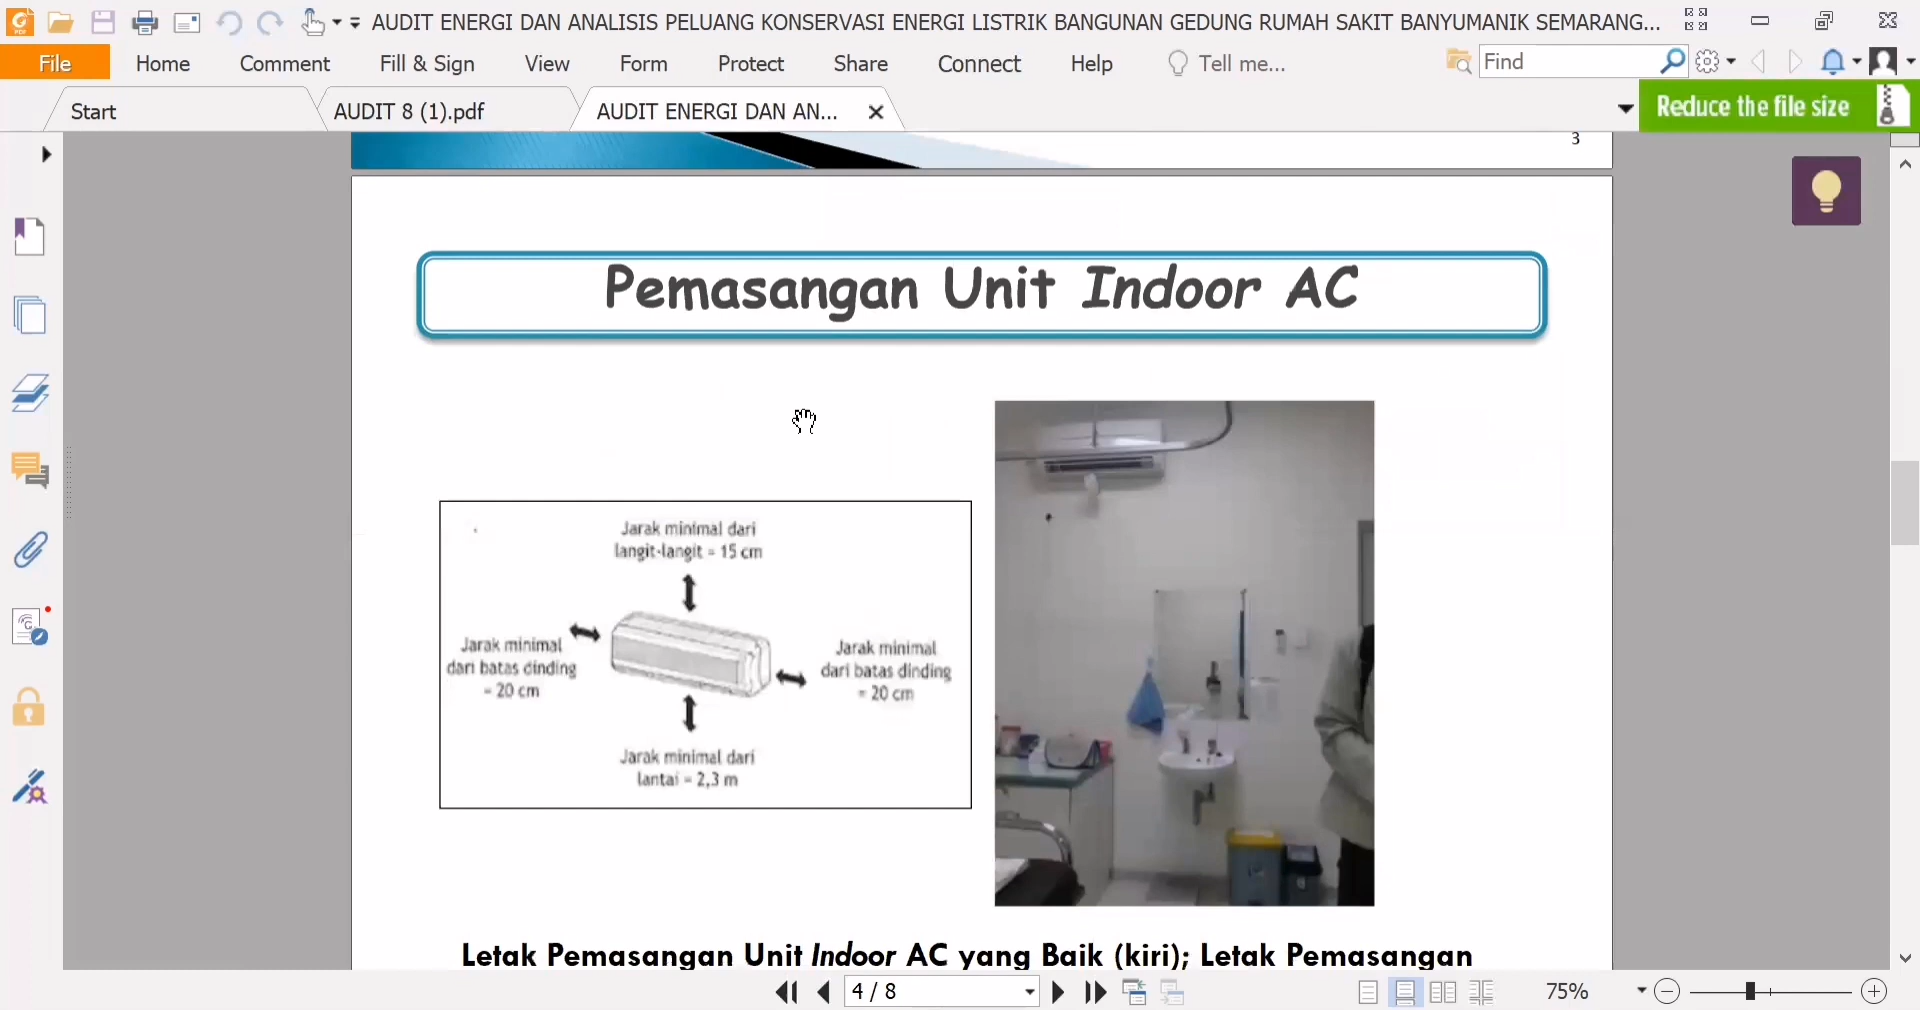 AUDIT ENERGI DAN ANALISIS PELUANG KONSERVASI ENERGI LISTRIK BANGUNAN GEDUNG RUMAH SAKIT BANYUMANIK SEMARANG...
File Home Comment Fill & Sign View Form Protect Share Connect Help Tell me... Find
Start AUDIT 8 (1).pdf AUDIT ENERGI DAN AN... Reduce the file size
3
Pemasangan Unit Indoor AC
Jarak minimal dari
langit-langit = 15 cm
Jarak minimal
dari batas dinding
= 20 cm
Jarak minimal
dari batas dinding
= 20 cm
Jarak minimal dari
lantai = 2,3 m
Letak Pemasangan Unit Indoor AC yang Baik (kiri); Letak Pemasangan
4 / 8 75%